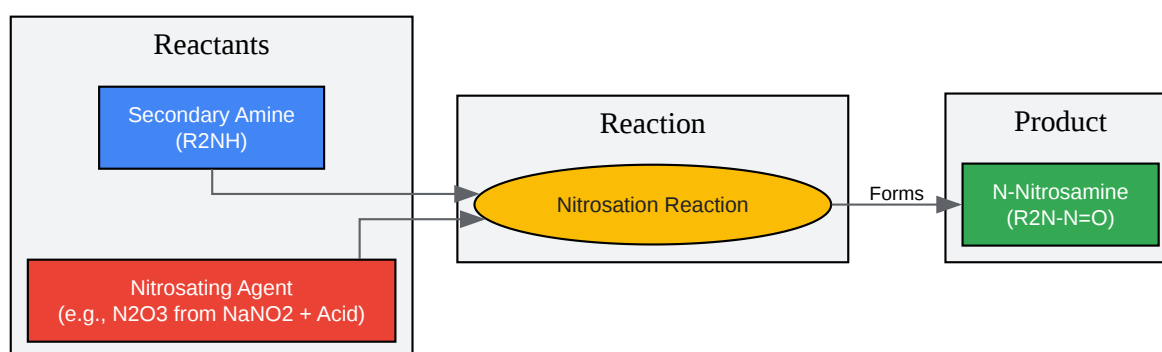 Reactants
Secondary Amine
(R2NH)
Nitrosating Agent
(e.g., N2O3 from NaNO2 + Acid)
Reaction
Nitrosation Reaction
Forms
Product
N-Nitrosamine
(R2N-N=O)